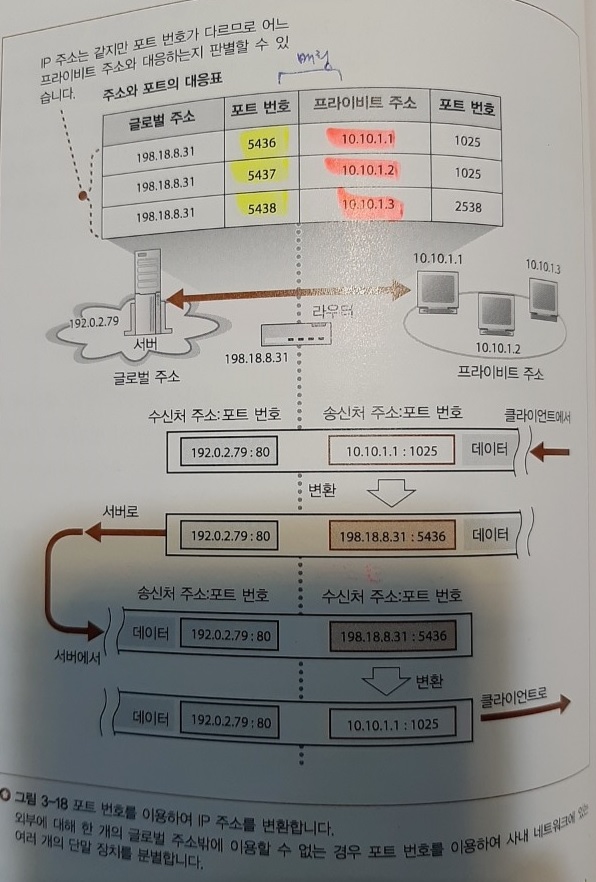 IP 주소는 같지만 포트 번호가 다르므로 어느
프라이비트 주소와 대응하는지 판별할 수 있
습니다.
매핑
주소와 포트의 대응표
글로벌 주소 포트 번호 프라이비트 주소 포트 번호
198.18.8.31 5436 10.10.1.1 1025
198.18.8.31 5437 10.10.1.2 1025
198.18.8.31 5438 10.10.1.3 2538
10.10.1.1
10.10.1.3
192.0.2.79
라우터
서버
198.18.8.31
10.10.1.2
글로벌 주소
프라이비트 주소
수신처 주소:포트 번호 송신처 주소:포트 번호 클라이언트에서
192.0.2.79 : 80 10.10.1.1 : 1025 데이터
변환
서버로
192.0.2.79 : 80 198.18.8.31 : 5436 데이터
송신처 주소:포트 번호 수신처 주소:포트 번호
데이터 192.0.2.79 : 80 198.18.8.31 : 5436
서버에서
변환
클라이언트로
데이터 192.0.2.79 : 80 10.10.1.1 : 1025
그림 3-18 포트 번호를 이용하여 IP 주소를 변환합니다.
외부에 대해 한 개의 글로벌 주소밖에 이용할 수 없는 경우 포트 번호를 이용하여 사내 네트워크에 있는
여러 개의 단말 장치를 분별합니다.